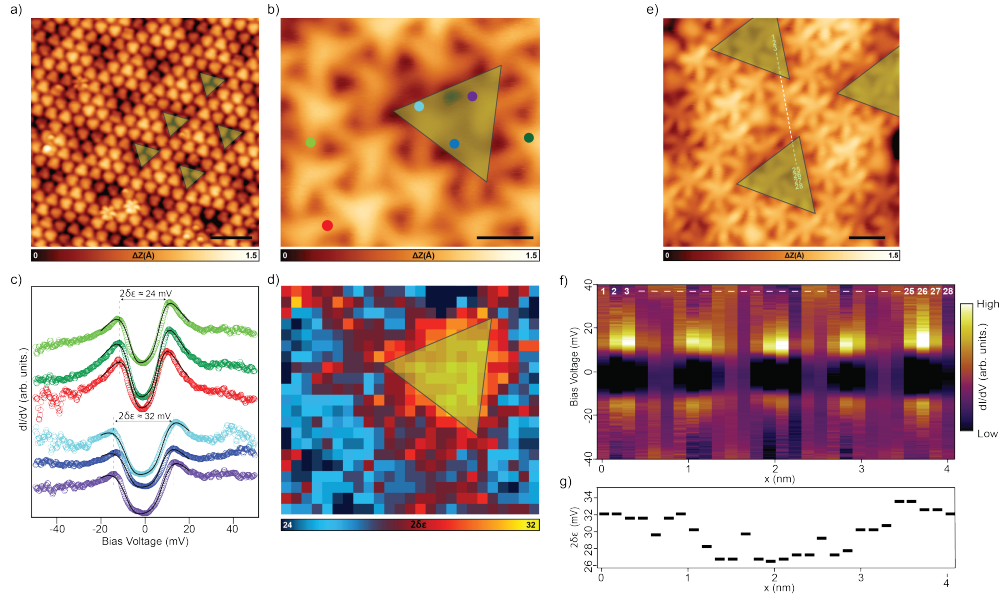 a)
0 ΔZ(Å) 1.5
b)
0 ΔZ(Å) 1.5
e)
0 ΔZ(Å) 1.5
c)
2δε ≈ 24 mV
2δε ≈ 32 mV
dI/dV (arb. units.)
-40 -20 0 20 40
Bias Voltage (mV)
d)
24 2δε 32
f)
1 2 3 25 26 27 28
40
20
0
-20
-40
Bias Voltage (mV)
0 1 2 3 4
x (nm)
High
dI/dV (arb. units.)
Low
g)
34
32
30
28
26
2δε (mV)
0 1 2 3 4
x (nm)